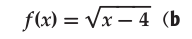 f(x) = √x − 4 (b